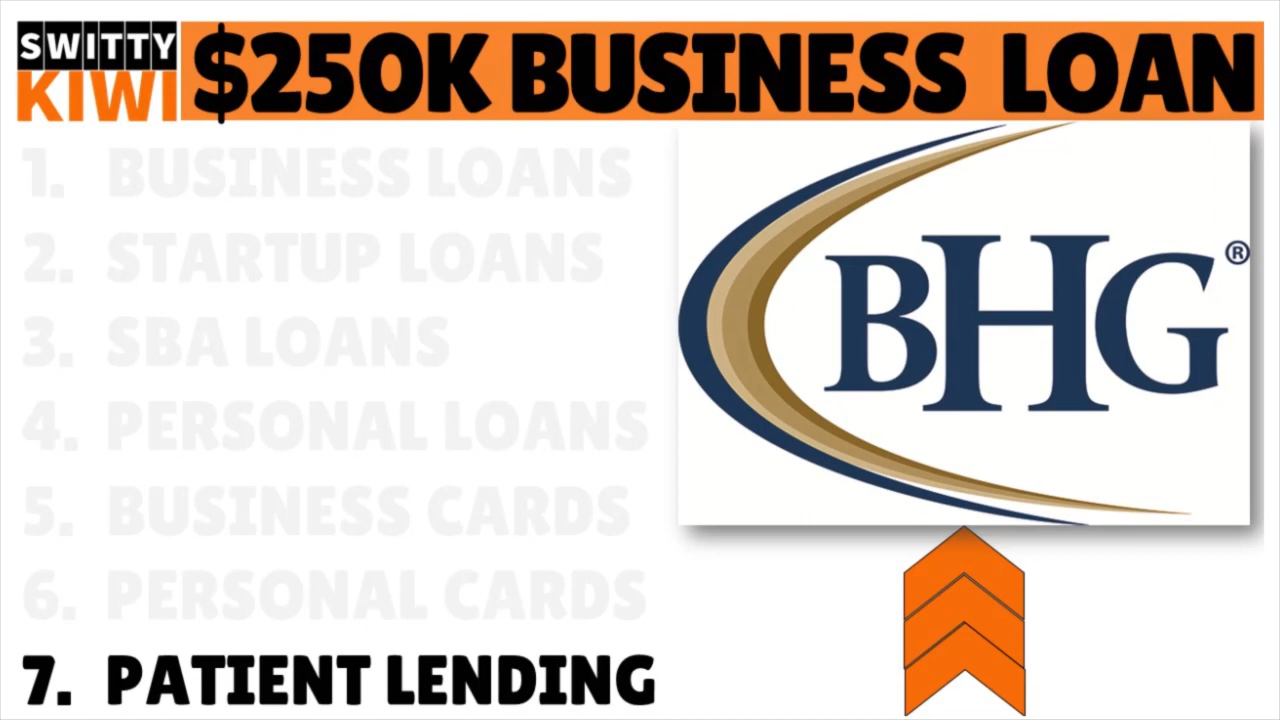 SWITTY
KIWI
$250K BUSINESS LOAN
1. BUSINESS LOANS
2. STARTUP LOANS
3. SBA LOANS
4. PERSONAL LOANS
5. BUSINESS CARDS
6. PERSONAL CARDS
7. PATIENT LENDING
BHG®